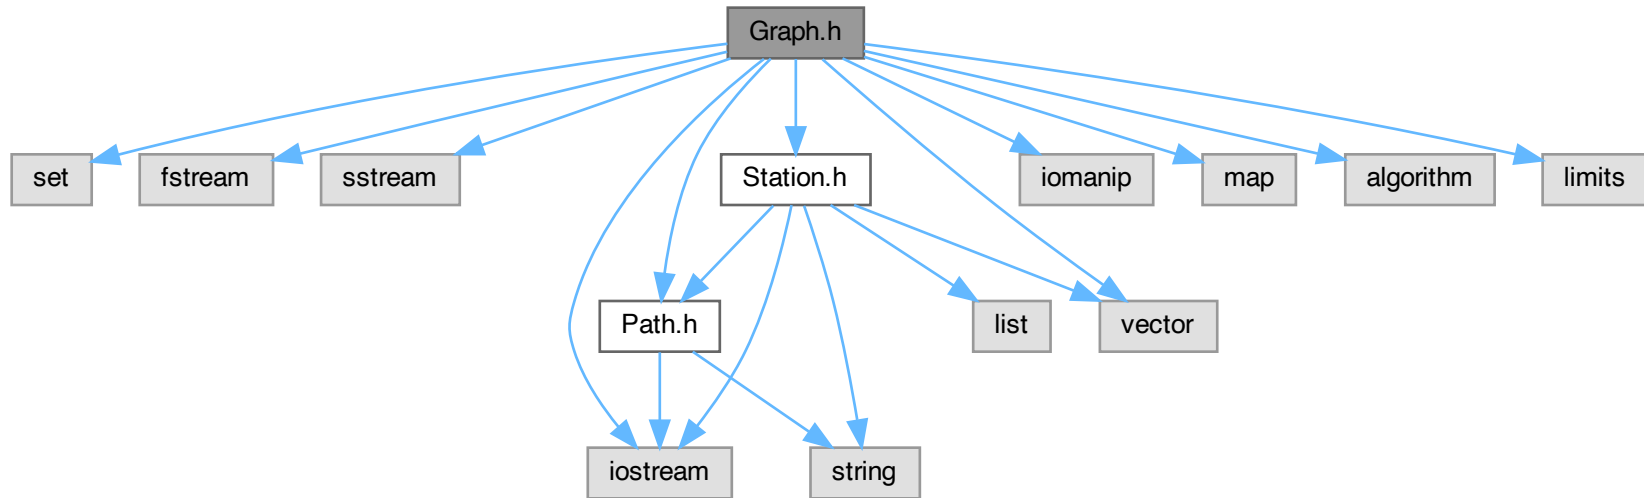 Graph.h
set
fstream
sstream
Station.h
iomanip
map
algorithm
limits
Path.h
list
vector
iostream
string